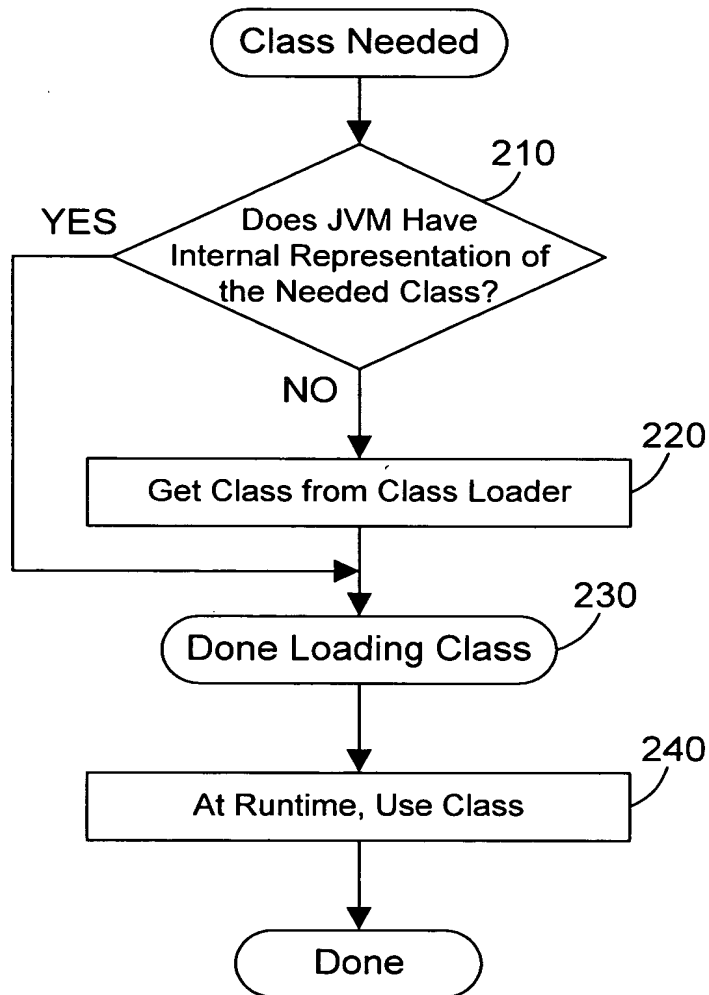 Class Needed
210
YES
Does JVM Have
Internal Representation of
the Needed Class?
NO
220
Get Class from Class Loader
230
Done Loading Class
240
At Runtime, Use Class
Done